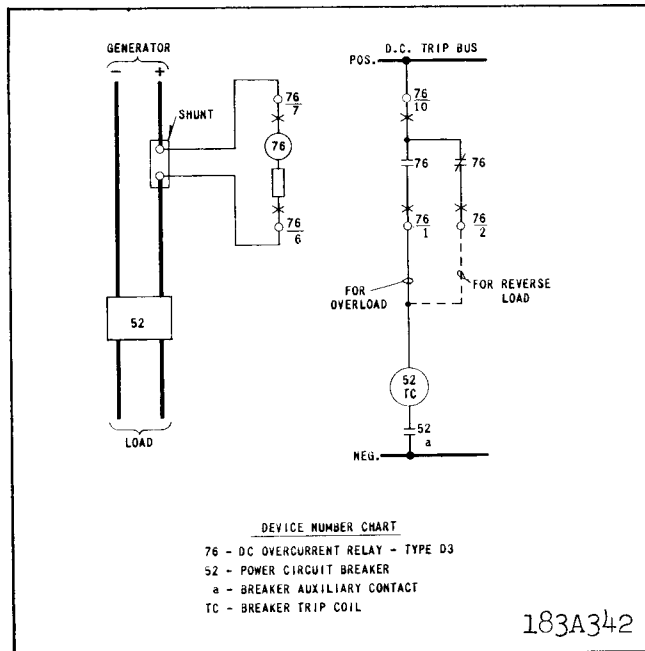 GENERATOR
- +
SHUNT
76
7
76
76
6
52
LOAD
D.C. TRIP BUS
POS.
76
10
76
76
76
1
76
2
FOR
OVERLOAD
FOR REVERSE
LOAD
52
TC
52
a
NEG.
DEVICE NUMBER CHART
76 - DC OVERCURRENT RELAY - TYPE D3
52 - POWER CIRCUIT BREAKER
a - BREAKER AUXILIARY CONTACT
TC - BREAKER TRIP COIL
183A342